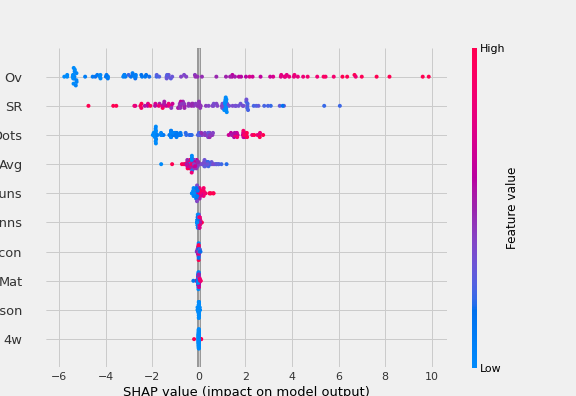 High
Ov
SR
Dots
Avg
uns
nns
con
Mat
son
4w
Feature value
Low
−6 −4 −2 0 2 4 6 8 10
SHAP value (impact on model output)